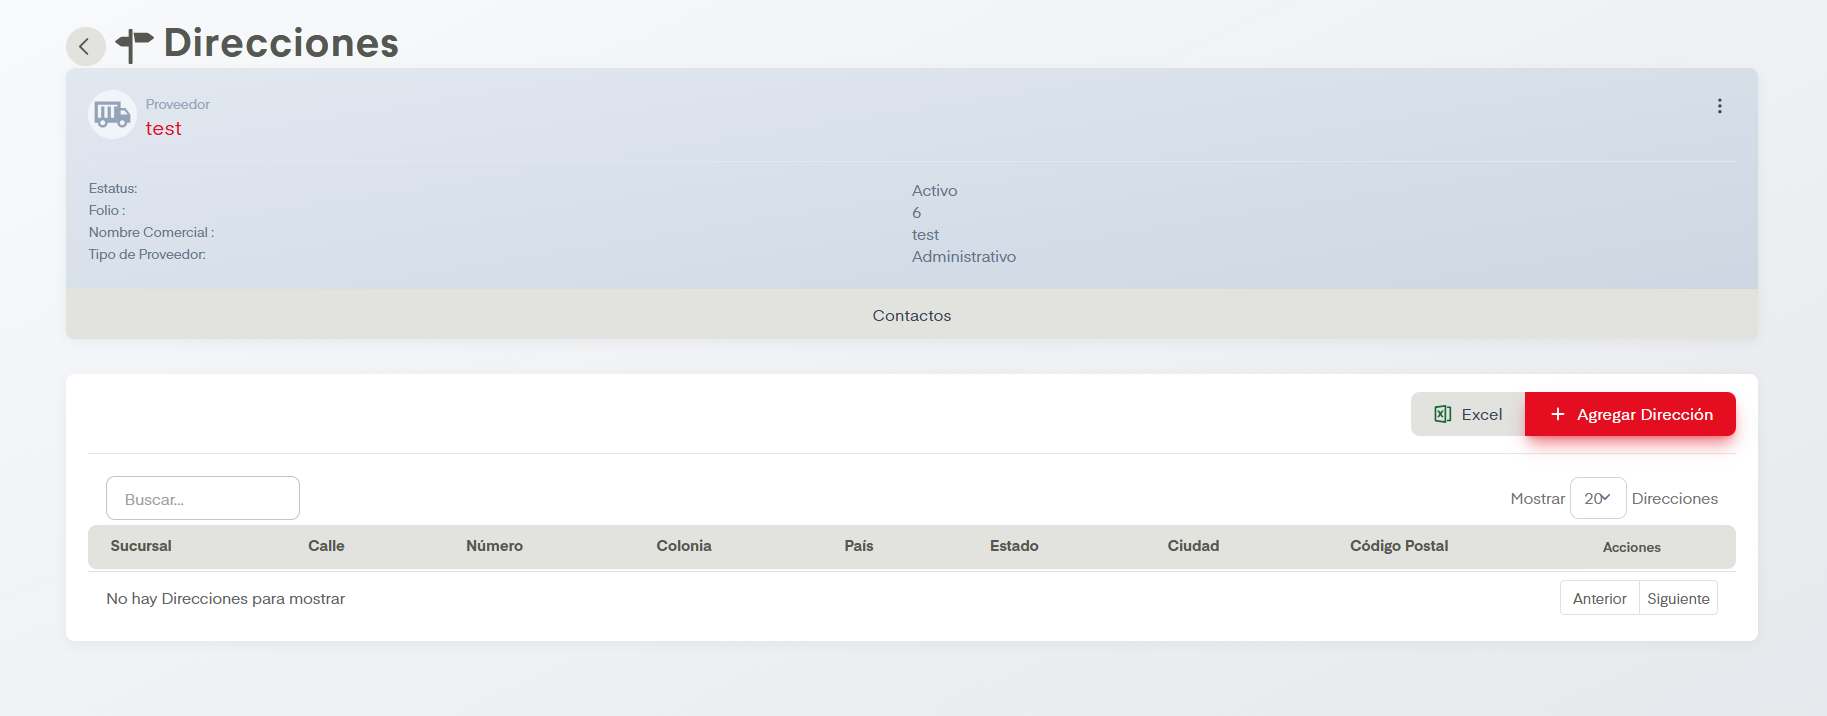 Direcciones
Proveedor
test
Estatus: Activo
Folio : 6
Nombre Comercial : test
Tipo de Proveedor: Administrativo
Contactos
Excel + Agregar Dirección
Buscar... Mostrar 20 Direcciones
Sucursal Calle Número Colonia País Estado Ciudad Código Postal Acciones
No hay Direcciones para mostrar Anterior Siguiente